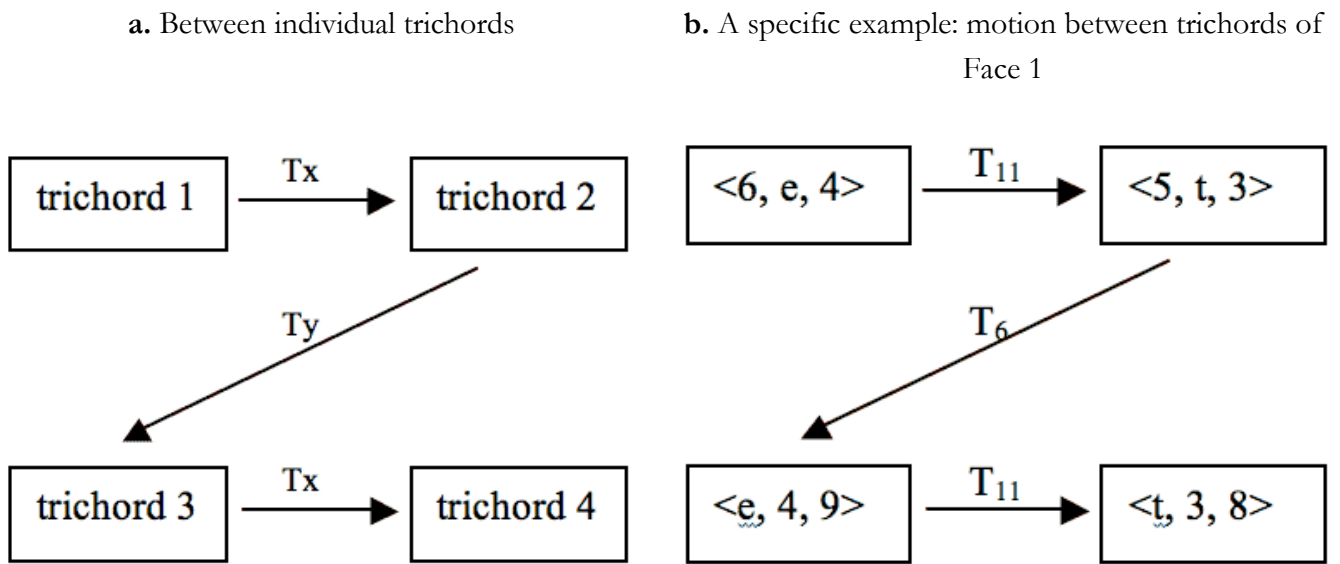 a. Between individual trichords
b. A specific example: motion between trichords of
Face 1
trichord 1
Tx
trichord 2
Ty
trichord 3
Tx
trichord 4
<6, e, 4>
T₁₁
<5, t, 3>
T₆
<e, 4, 9>
T₁₁
<t, 3, 8>